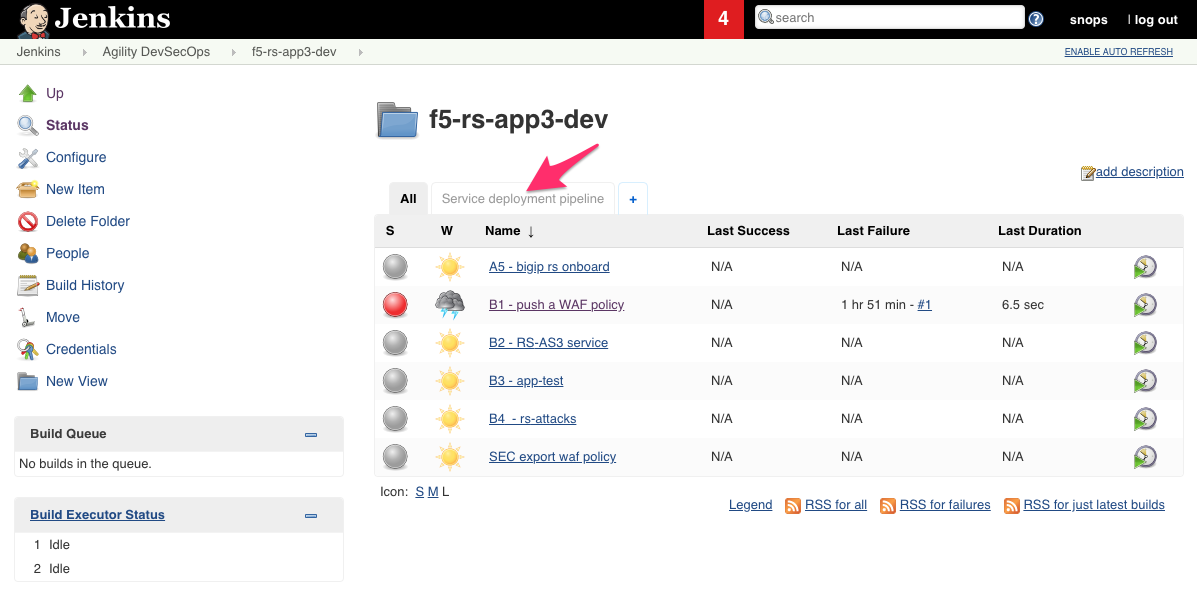 Jenkins
4
search
snops
| log out
Jenkins
Agility DevSecOps
f5-rs-app3-dev
ENABLE AUTO REFRESH
Up
Status
Configure
New Item
Delete Folder
People
Build History
Move
Credentials
New View
Build Queue
No builds in the queue.
Build Executor Status
1 Idle
2 Idle
f5-rs-app3-dev
add description
All
Service deployment pipeline
+
S W Name ↓ Last Success Last Failure Last Duration
A5 - bigip rs onboard N/A N/A N/A
B1 - push a WAF policy N/A 1 hr 51 min - #1 6.5 sec
B2 - RS-AS3 service N/A N/A N/A
B3 - app-test N/A N/A N/A
B4 - rs-attacks N/A N/A N/A
SEC export waf policy N/A N/A N/A
Icon: S M L
Legend RSS for all RSS for failures RSS for just latest builds